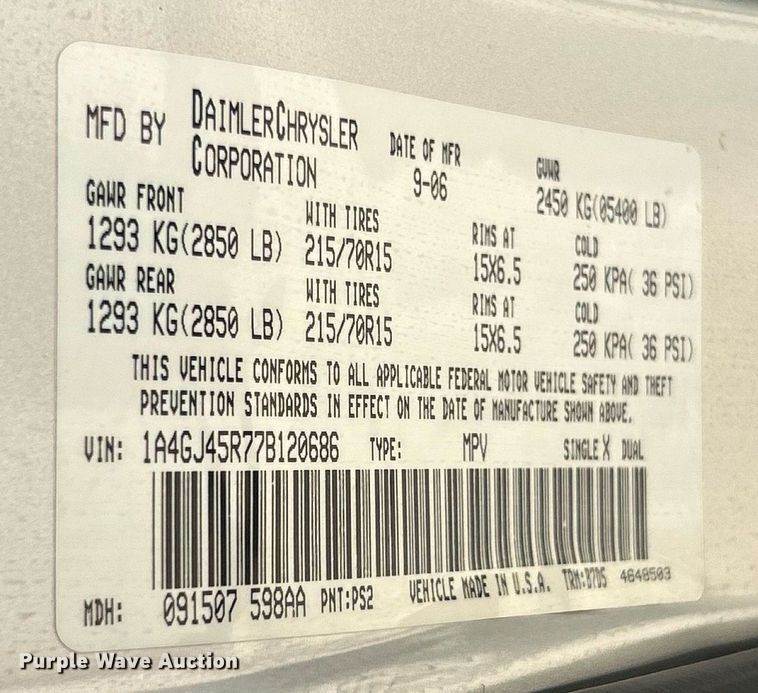 MFD BY DAIMLERCHRYSLER CORPORATION DATE OF MFR 9-06 GVWR 2450 KG(05400 LB)
GAWR FRONT WITH TIRES RIMS AT COLD
1293 KG(2850 LB) 215/70R15 15X6.5 250 KPA( 36 PSI)
GAWR REAR WITH TIRES RIMS AT COLD
1293 KG(2850 LB) 215/70R15 15X6.5 250 KPA( 36 PSI)
THIS VEHICLE CONFORMS TO ALL APPLICABLE FEDERAL MOTOR VEHICLE SAFETY AND THEFT
PREVENTION STANDARDS IN EFFECT ON THE DATE OF MANUFACTURE SHOWN ABOVE.
VIN: 1A4GJ45R77B120686 TYPE: MPV SINGLE X DUAL
MDH: 091507 598AA PNT:PS2 VEHICLE MADE IN U.S.A. TRM:B7D5 4648503
Purple Wave Auction